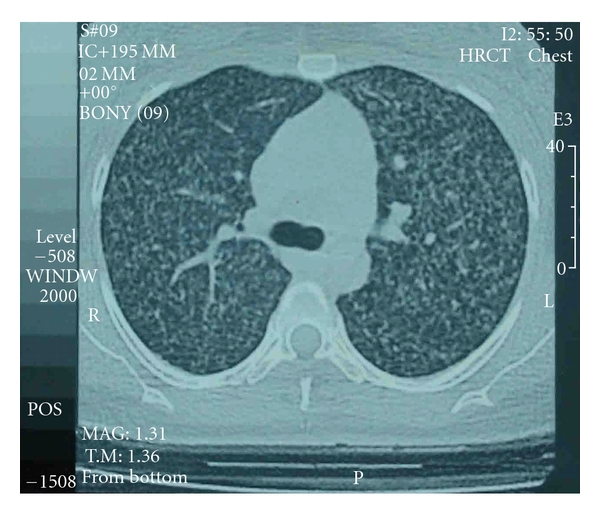 S#09
IC+195 MM
02 MM
+00°
BONY (09)
I2: 55: 50
HRCT Chest
E3
40
0
Level
−508
WINDW
2000
R
L
POS
MAG: 1.31
T.M: 1.36
From bottom
−1508
P